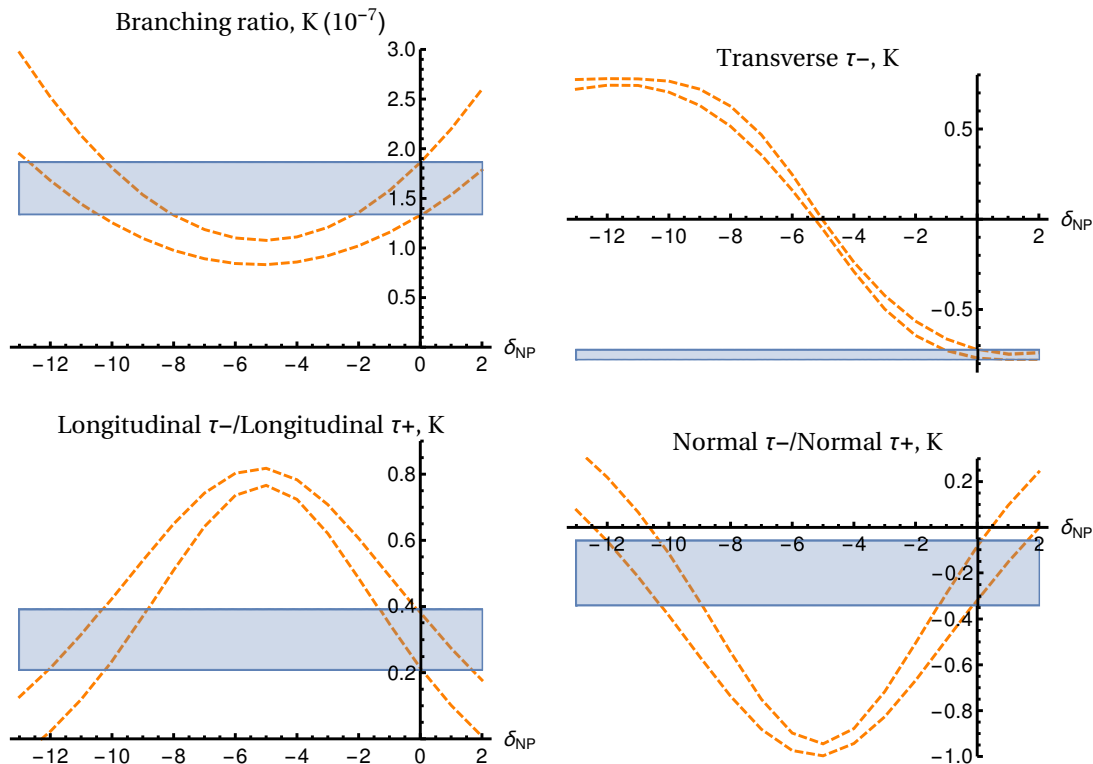 Branching ratio, K (10⁻⁷)
3.0
2.5
2.0
1.5
1.0
0.5
−12 −10 −8 −6 −4 −2 0 2
δNP
Transverse τ−, K
0.5
−12 −10 −8 −6 −4 −2 2
δNP
−0.5
Longitudinal τ−/Longitudinal τ+, K
0.8
0.6
0.4
0.2
−12 −10 −8 −6 −4 −2 0 2
δNP
Normal τ−/Normal τ+, K
0.2
−12 −10 −8 −6 −4 −2 0 2
δNP
−0.2
−0.4
−0.6
−0.8
−1.0